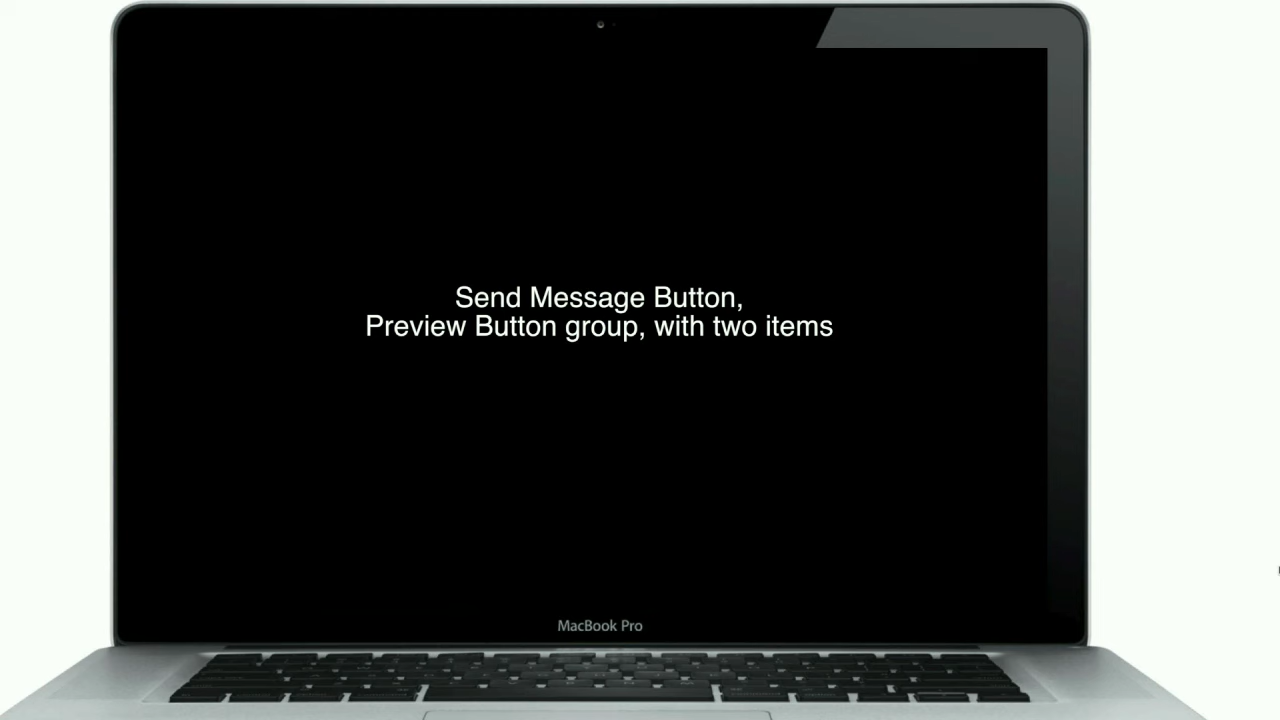 Send Message Button,
Preview Button group, with two items
MacBook Pro